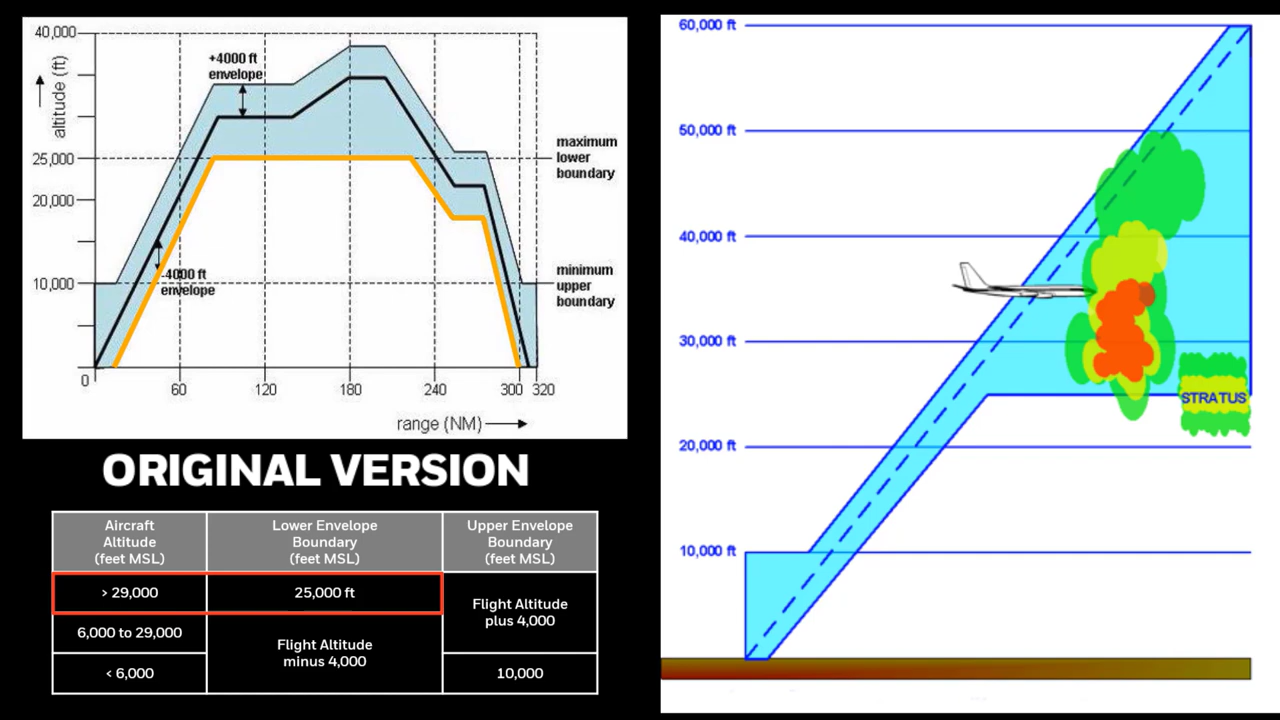 40,000
altitude (ft)
+4000 ft
envelope
25,000
20,000
-4000 ft
envelope
10,000
0
60
120
180
240
300
320
range (NM)
maximum
lower
boundary
minimum
upper
boundary
ORIGINAL VERSION
Aircraft
Altitude
(feet MSL)
Lower Envelope
Boundary
(feet MSL)
Upper Envelope
Boundary
(feet MSL)
> 29,000
25,000 ft
Flight Altitude
plus 4,000
6,000 to 29,000
Flight Altitude
minus 4,000
< 6,000
10,000
60,000 ft
50,000 ft
40,000 ft
30,000 ft
STRATUS
20,000 ft
10,000 ft